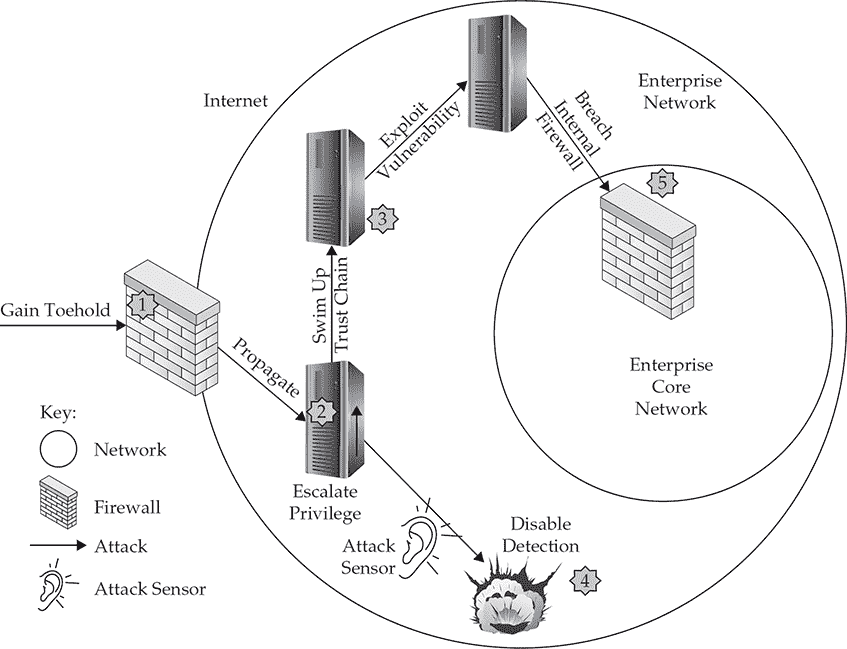 Internet
Enterprise
Network
Exploit
Vulnerability
Breach
Internal
Firewall
5
3
1
Gain Toehold
Swim Up
Trust Chain
Propagate
2
Enterprise
Core
Network
Key:
Network
Firewall
Attack
Attack Sensor
Escalate
Privilege
Attack
Sensor
Disable
Detection
4